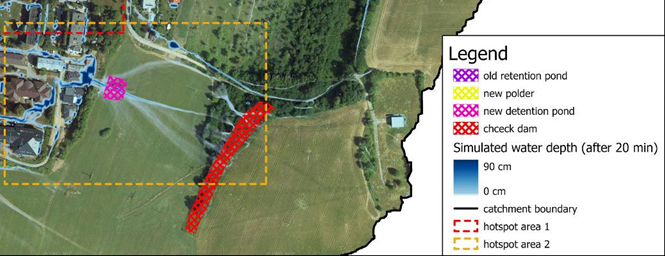 Legend
old retention pond
new polder
new detention pond
chceck dam
Simulated water depth (after 20 min)
90 cm
0 cm
catchment boundary
hotspot area 1
hotspot area 2